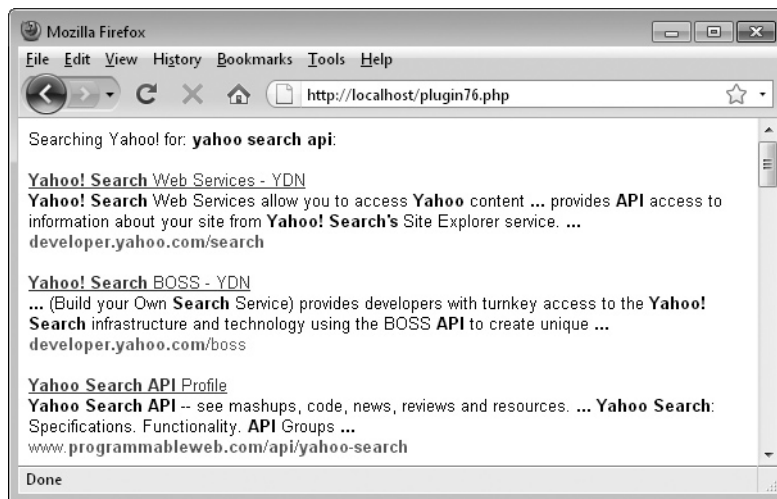 Mozilla Firefox
File Edit View History Bookmarks Tools Help
http://localhost/plugin76.php
Searching Yahoo! for: yahoo search api:
Yahoo! Search Web Services - YDN
Yahoo! Search Web Services allow you to access Yahoo content ... provides API access to
information about your site from Yahoo! Search's Site Explorer service. ...
developer.yahoo.com/search
Yahoo! Search BOSS - YDN
... (Build your Own Search Service) provides developers with turnkey access to the Yahoo!
Search infrastructure and technology using the BOSS API to create unique ...
developer.yahoo.com/boss
Yahoo Search API Profile
Yahoo Search API -- see mashups, code, news, reviews and resources. ... Yahoo Search:
Specifications. Functionality. API Groups ...
www.programmableweb.com/api/yahoo-search
Done